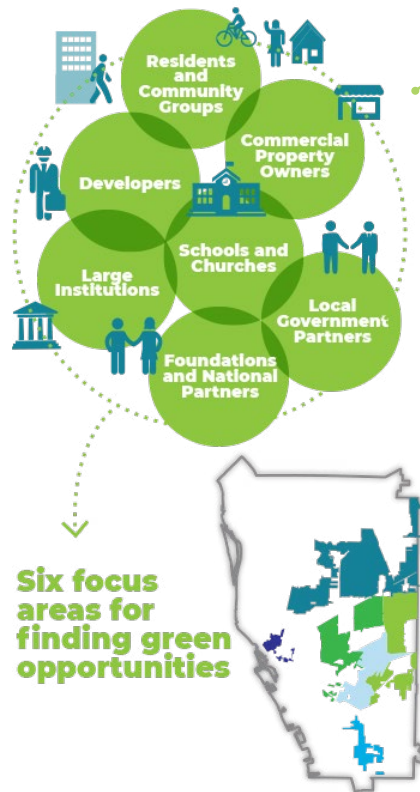 Residents
and
Community
Groups
Commercial
Property
Owners
Developers
Schools and
Churches
Large
Institutions
Local
Government
Partners
Foundations
and National
Partners
Six focus
areas for
finding green
opportunities